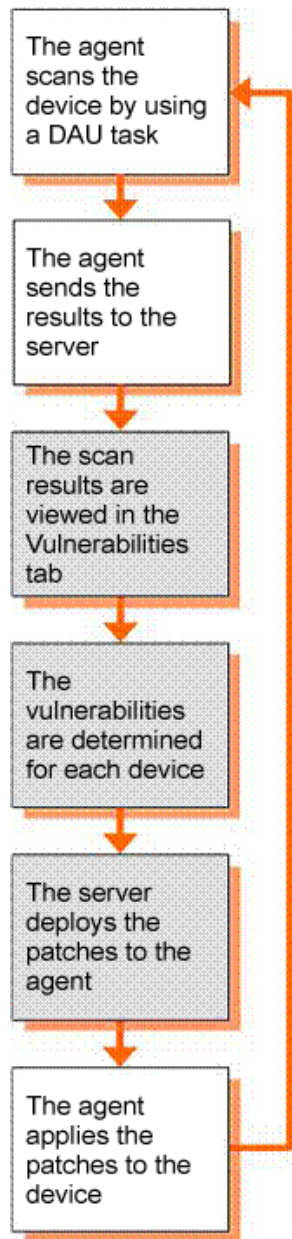 The agent
scans the
device by using
a DAU task
The agent
sends the
results to the
server
The scan
results are
viewed in the
Vulnerabilities
tab
The
vulnerabilities
are determined
for each device
The server
deploys the
patches to the
agent
The agent
applies the
patches to the
device